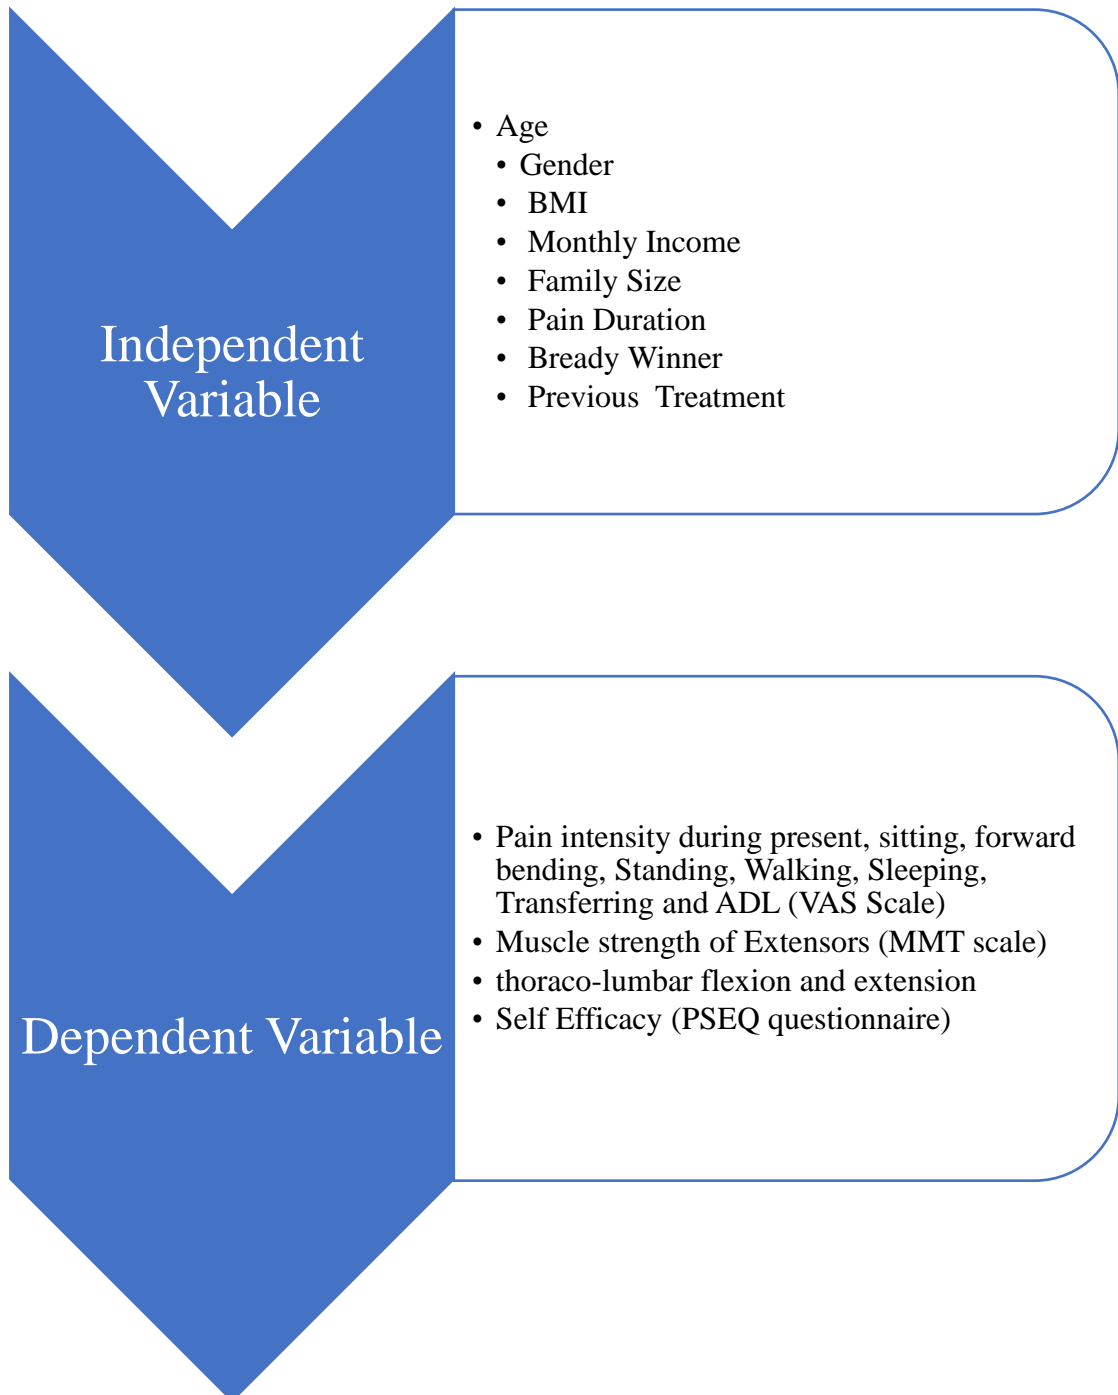 Independent
Variable
• Age
• Gender
• BMI
• Monthly Income
• Family Size
• Pain Duration
• Bready Winner
• Previous Treatment
Dependent Variable
• Pain intensity during present, sitting, forward
bending, Standing, Walking, Sleeping,
Transferring and ADL (VAS Scale)
• Muscle strength of Extensors (MMT scale)
• thoraco-lumbar flexion and extension
• Self Efficacy (PSEQ questionnaire)